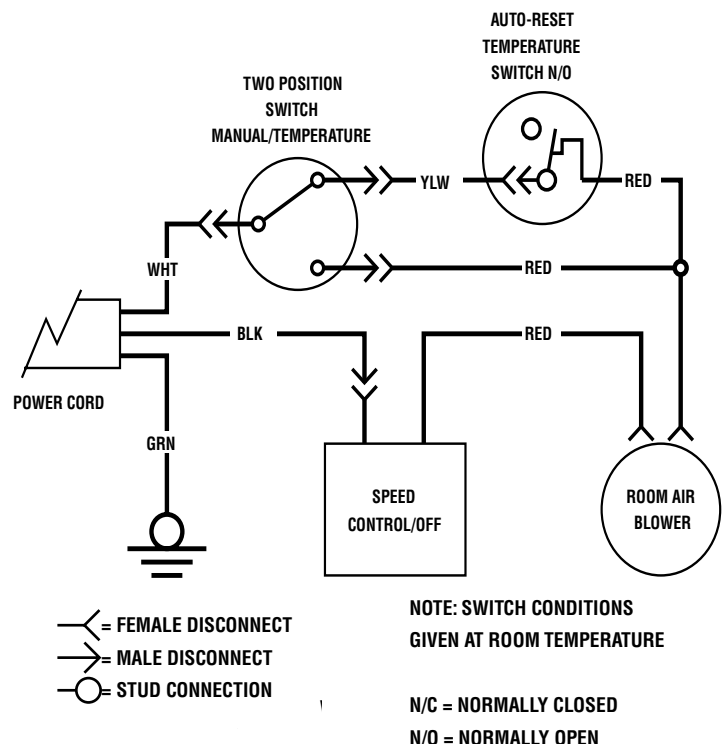 AUTO-RESET
TEMPERATURE
SWITCH N/O
TWO POSITION
SWITCH
MANUAL/TEMPERATURE
YLW
RED
WHT
RED
BLK
RED
POWER CORD
GRN
SPEED
CONTROL/OFF
ROOM AIR
BLOWER
= FEMALE DISCONNECT
= MALE DISCONNECT
= STUD CONNECTION
NOTE: SWITCH CONDITIONS
GIVEN AT ROOM TEMPERATURE
N/C = NORMALLY CLOSED
N/O = NORMALLY OPEN